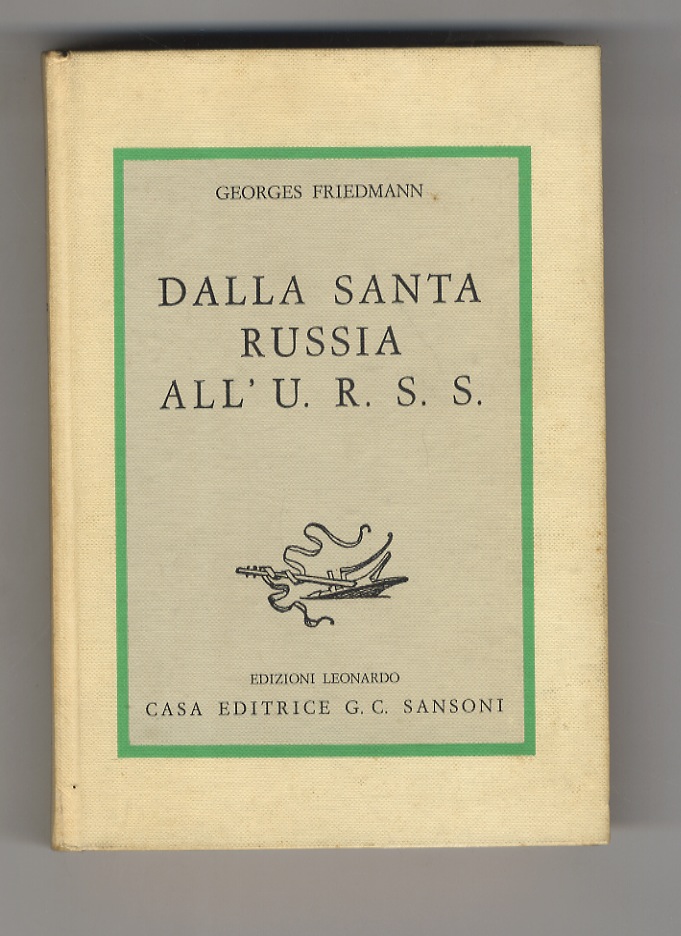 GEORGES FRIEDMANN
DALLA SANTA
RUSSIA
ALL' U. R. S. S.
EDIZIONI LEONARDO
CASA EDITRICE G. C. SANSONI